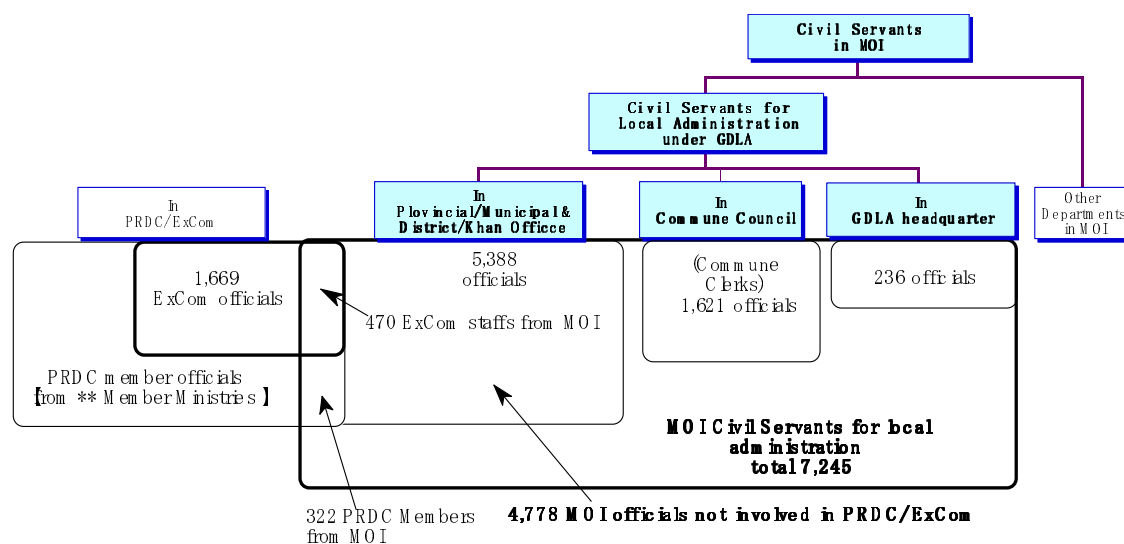 Civil Servants
in MOI
Civil Servants for
Local Administration
under GDLA
In
PRDC/ExCom
In
Plovincial/Municipal &
District/Khan Officce
In
Commune Council
In
GDLA headquarter
Other
Departments
in MOI
1,669
ExCom officials
5,388
officials
(Commune
Clerks)
1,621 officials
236 officials
470 ExCom staffs from MOI
PRDC member officials
【from ** Member Ministries】
MOI Civil Servants for local
administration
total 7,245
322 PRDC Members
from MOI
4,778 MOI officials not involved in PRDC/ExCom